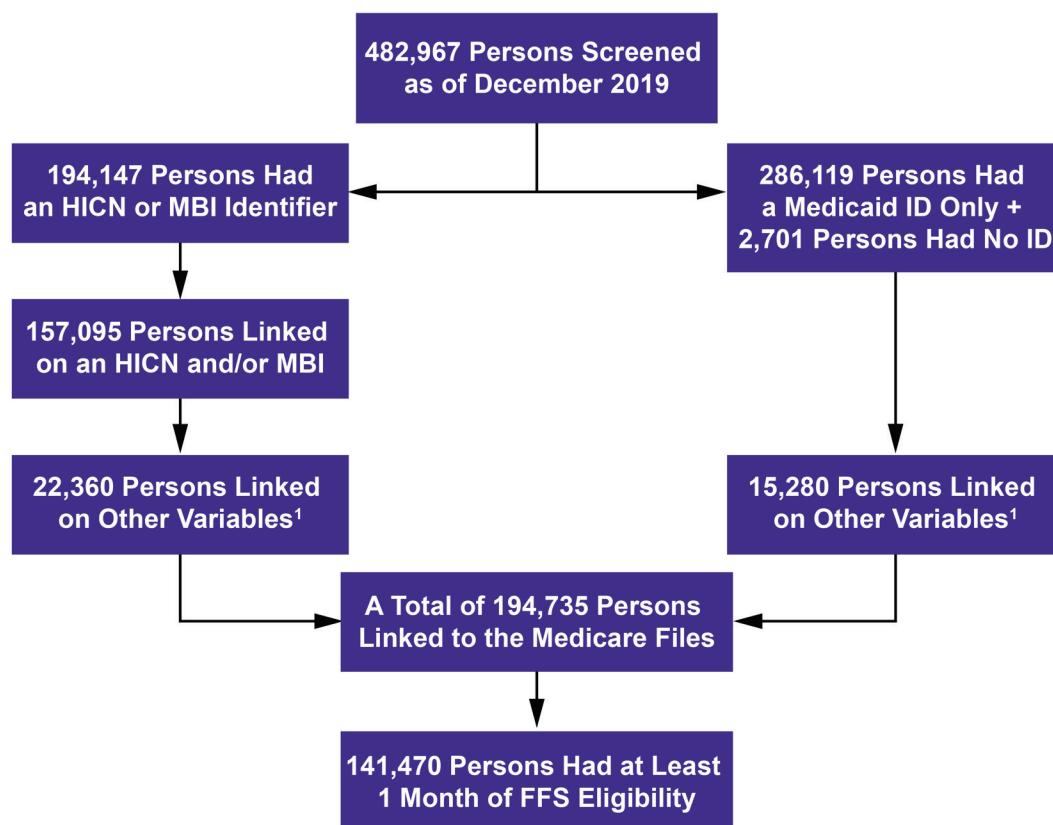 482,967 Persons Screened
as of December 2019
194,147 Persons Had
an HICN or MBI Identifier
286,119 Persons Had
a Medicaid ID Only +
2,701 Persons Had No ID
157,095 Persons Linked
on an HICN and/or MBI
22,360 Persons Linked
on Other Variables¹
15,280 Persons Linked
on Other Variables¹
A Total of 194,735 Persons
Linked to the Medicare Files
141,470 Persons Had at Least
1 Month of FFS Eligibility